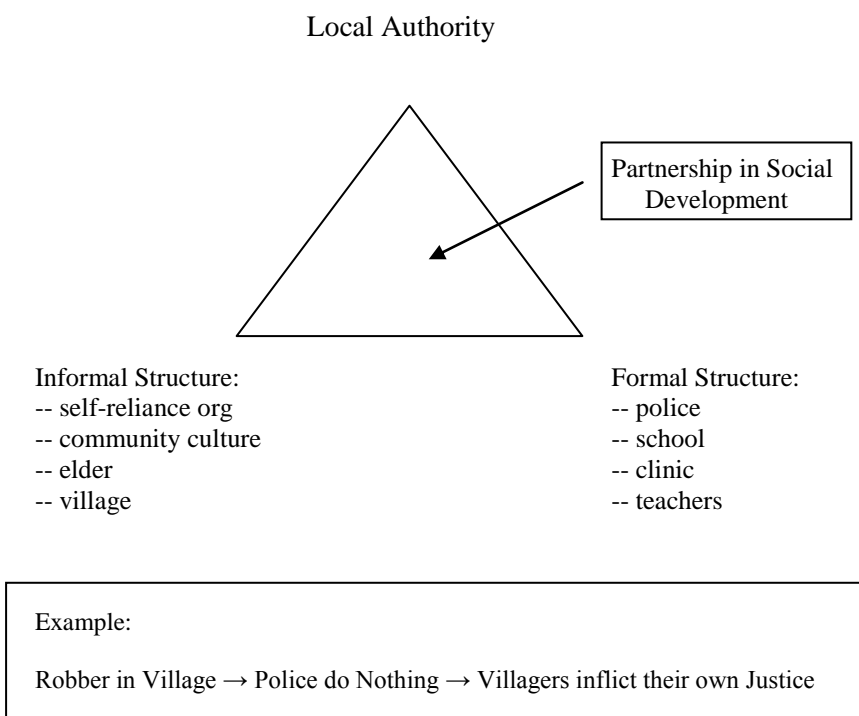 Local Authority
Partnership in Social
Development
Informal Structure:
-- self-reliance org
-- community culture
-- elder
-- village
Formal Structure:
-- police
-- school
-- clinic
-- teachers
Example:
Robber in Village → Police do Nothing → Villagers inflict their own Justice